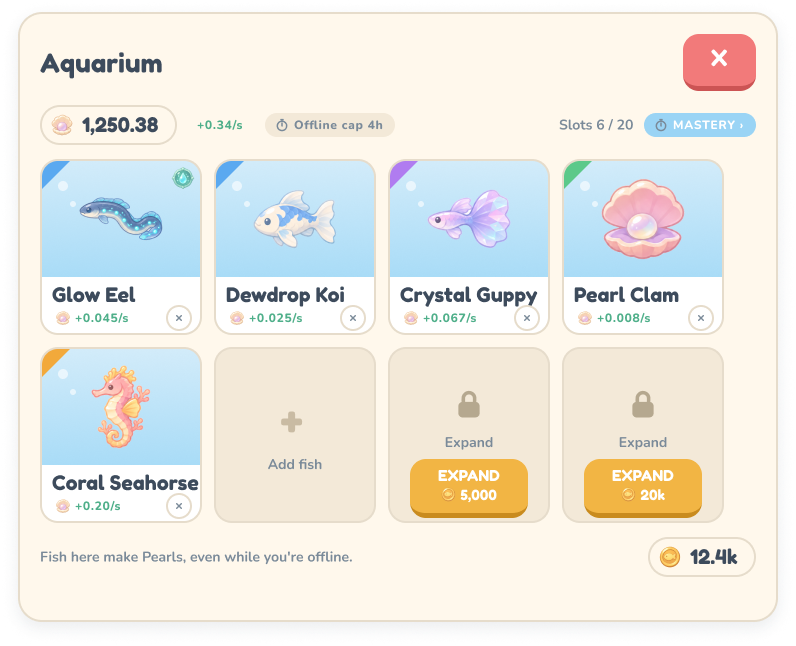 Aquarium
×
1,250.38
+0.34/s
Offline cap 4h
Slots 6 / 20
MASTERY ›
Glow Eel
+0.045/s
×
Dewdrop Koi
+0.025/s
×
Crystal Guppy
+0.067/s
×
Pearl Clam
+0.008/s
×
Coral Seahorse
+0.20/s
×
Add fish
Expand
EXPAND
5,000
Expand
EXPAND
20k
Fish here make Pearls, even while you're offline.
12.4k